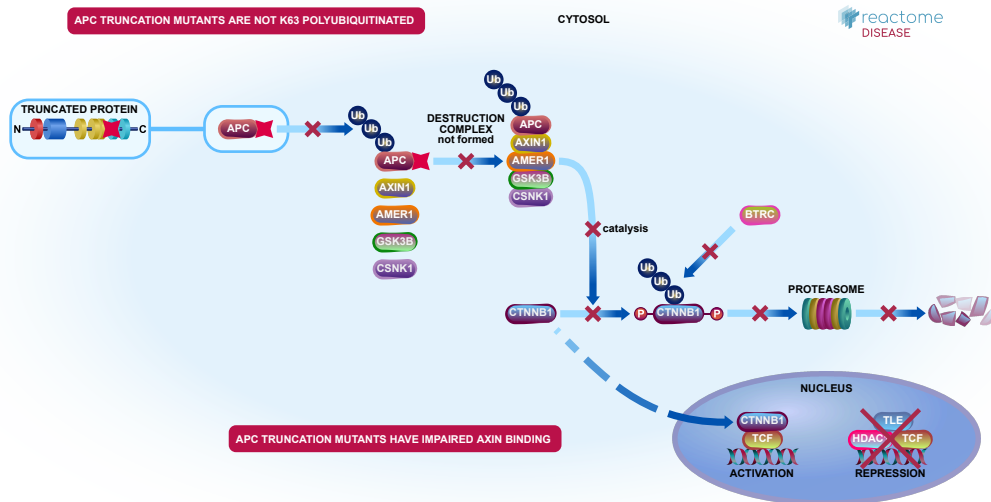 APC TRUNCATION MUTANTS ARE NOT K63 POLYUBIQUITINATED
CYTOSOL
reactome
DISEASE
TRUNCATED PROTEIN
N
C
APC
Ub
Ub
Ub
APC
AXIN1
AMER1
GSK3B
CSNK1
DESTRUCTION
COMPLEX
not formed
Ub
Ub
Ub
APC
AXIN1
AMER1
GSK3B
CSNK1
catalysis
BTRC
CTNNB1
Ub
Ub
Ub
P
CTNNB1
P
PROTEASOME
NUCLEUS
CTNNB1
TCF
ACTIVATION
TLE
HDAC
TCF
REPRESSION
APC TRUNCATION MUTANTS HAVE IMPAIRED AXIN BINDING